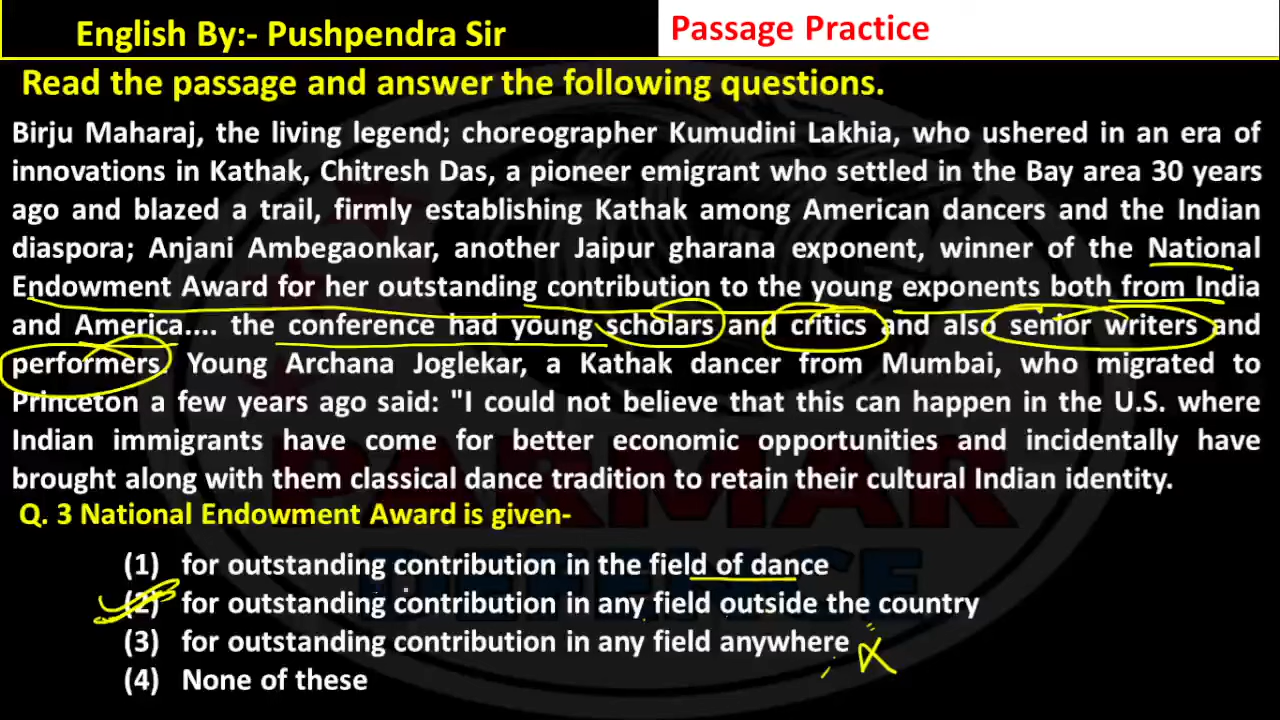 English By:- Pushpendra Sir
Passage Practice
Read the passage and answer the following questions.
Birju Maharaj, the living legend; choreographer Kumudini Lakhia, who ushered in an era of
innovations in Kathak, Chitresh Das, a pioneer emigrant who settled in the Bay area 30 years
ago and blazed a trail, firmly establishing Kathak among American dancers and the Indian
diaspora; Anjani Ambegaonkar, another Jaipur gharana exponent, winner of the National
Endowment Award for her outstanding contribution to the young exponents both from India
and America.... the conference had young scholars and critics and also senior writers and
performers. Young Archana Joglekar, a Kathak dancer from Mumbai, who migrated to
Princeton a few years ago said: "I could not believe that this can happen in the U.S. where
Indian immigrants have come for better economic opportunities and incidentally have
brought along with them classical dance tradition to retain their cultural Indian identity.
Q. 3 National Endowment Award is given-
(1) for outstanding contribution in the field of dance
(2) for outstanding contribution in any field outside the country
(3) for outstanding contribution in any field anywhere
(4) None of these
PARMAR
DEFENCE